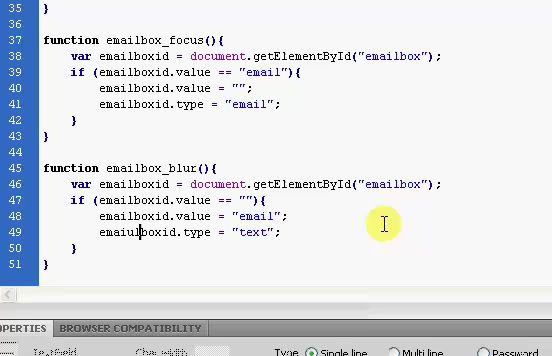 35 }
36
37 function emailbox_focus(){
38 var emailboxid = document.getElementById("emailbox");
39 if (emailboxid.value == "email"){
40 emailboxid.value = "";
41 emailboxid.type = "email";
42 }
43 }
44
45 function emailbox_blur(){
46 var emailboxid = document.getElementById("emailbox");
47 if (emailboxid.value == ""){
48 emailboxid.value = "email";
49 emaiulboxid.type = "text";
50 }
51 }
OPERTIES BROWSER COMPATIBILITY
Type Single line Multi line Password